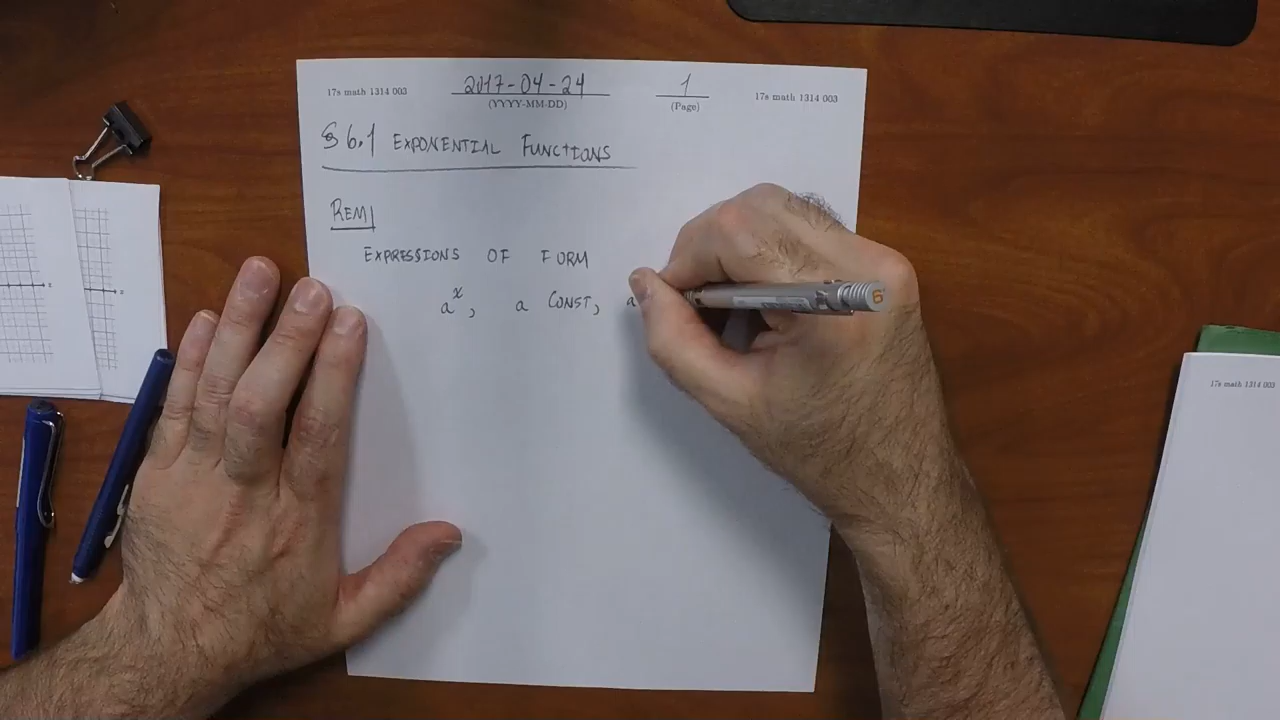 17s math 1314 003 2017-04-24 1 17s math 1314 003
(YYYY-MM-DD) (Page)
§ 6.1 EXPONENTIAL FUNCTIONS
REM
EXPRESSIONS OF FORM
a^x, a CONST, a
17s math 1314 003